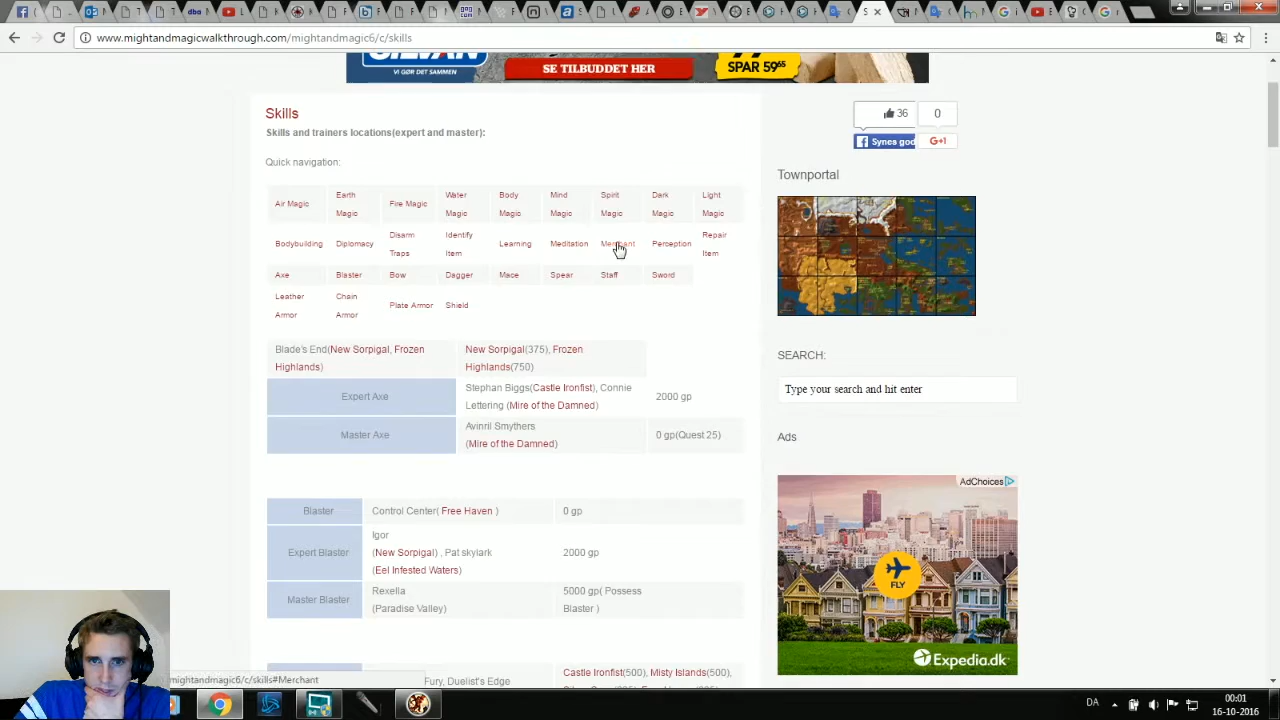 www.mightandmagicwalkthrough.com/mightandmagic6/c/skills
VI GØR DET SAMMEN
SE TILBUDDET HER
SPAR 59 65
Skills
Skills and trainers locations(expert and master):
Quick navigation:
Air Magic
Earth Magic
Fire Magic
Water Magic
Body Magic
Mind Magic
Spirit Magic
Dark Magic
Light Magic
Bodybuilding
Diplomacy
Disarm Traps
Identify Item
Learning
Meditation
Merchant
Perception
Repair Item
Axe
Blaster
Bow
Dagger
Mace
Spear
Staff
Sword
Leather Armor
Chain Armor
Plate Armor
Shield
Blade's End(New Sorpigal, Frozen
Highlands)
New Sorpigal(375), Frozen
Highlands(750)
Expert Axe
Stephan Biggs(Castle Ironfist), Connie
Lettering (Mire of the Damned)
2000 gp
Master Axe
Avinril Smythers
(Mire of the Damned)
0 gp(Quest 25)
Blaster
Control Center( Free Haven )
0 gp
Expert Blaster
Igor
(New Sorpigal) , Pat skylark
(Eel Infested Waters)
2000 gp
Master Blaster
Rexella
(Paradise Valley)
5000 gp( Possess
Blaster )
Fury, Duelist's Edge
Castle Ironfist(500), Misty Islands(500),
36
0
Synes god
+1
Townportal
SEARCH:
Type your search and hit enter
Ads
AdChoices
FLY
Expedia.dk
mightandmagic6/c/skills#Merchant
DA
00:01
16-10-2016